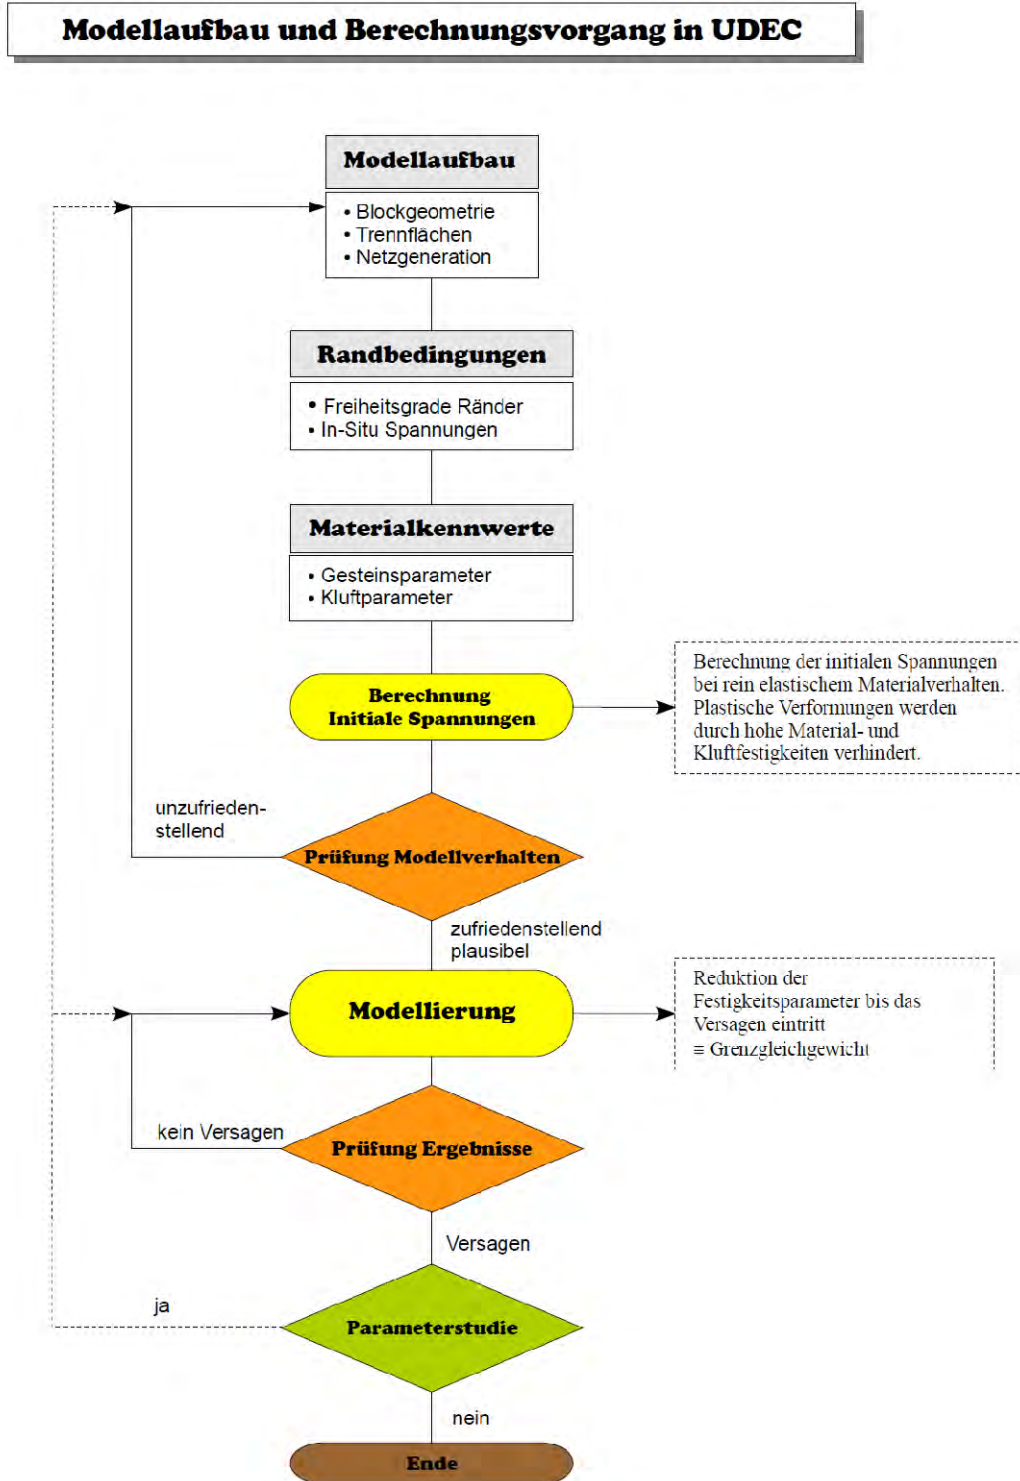 Modellaufbau und Berechnungsvorgang in UDEC
Modellaufbau
• Blockgeometrie
• Trennflächen
• Netzgeneration
Randbedingungen
• Freiheitsgrade Ränder
• In-Situ Spannungen
Materialkennwerte
• Gesteinsparameter
• Kluftparameter
Berechnung
Initiale Spannungen
Berechnung der initialen Spannungen
bei rein elastischem Materialverhalten.
Plastische Verformungen werden
durch hohe Material- und
Kluftfestigkeiten verhindert.
unzufrieden-
stellend
Prüfung Modellverhalten
zufriedenstellend
plausibel
Modellierung
Reduktion der
Festigkeitsparameter bis das
Versagen eintritt
≡ Grenzgleichgewicht
kein Versagen
Prüfung Ergebnisse
Versagen
ja
Parameterstudie
nein
Ende